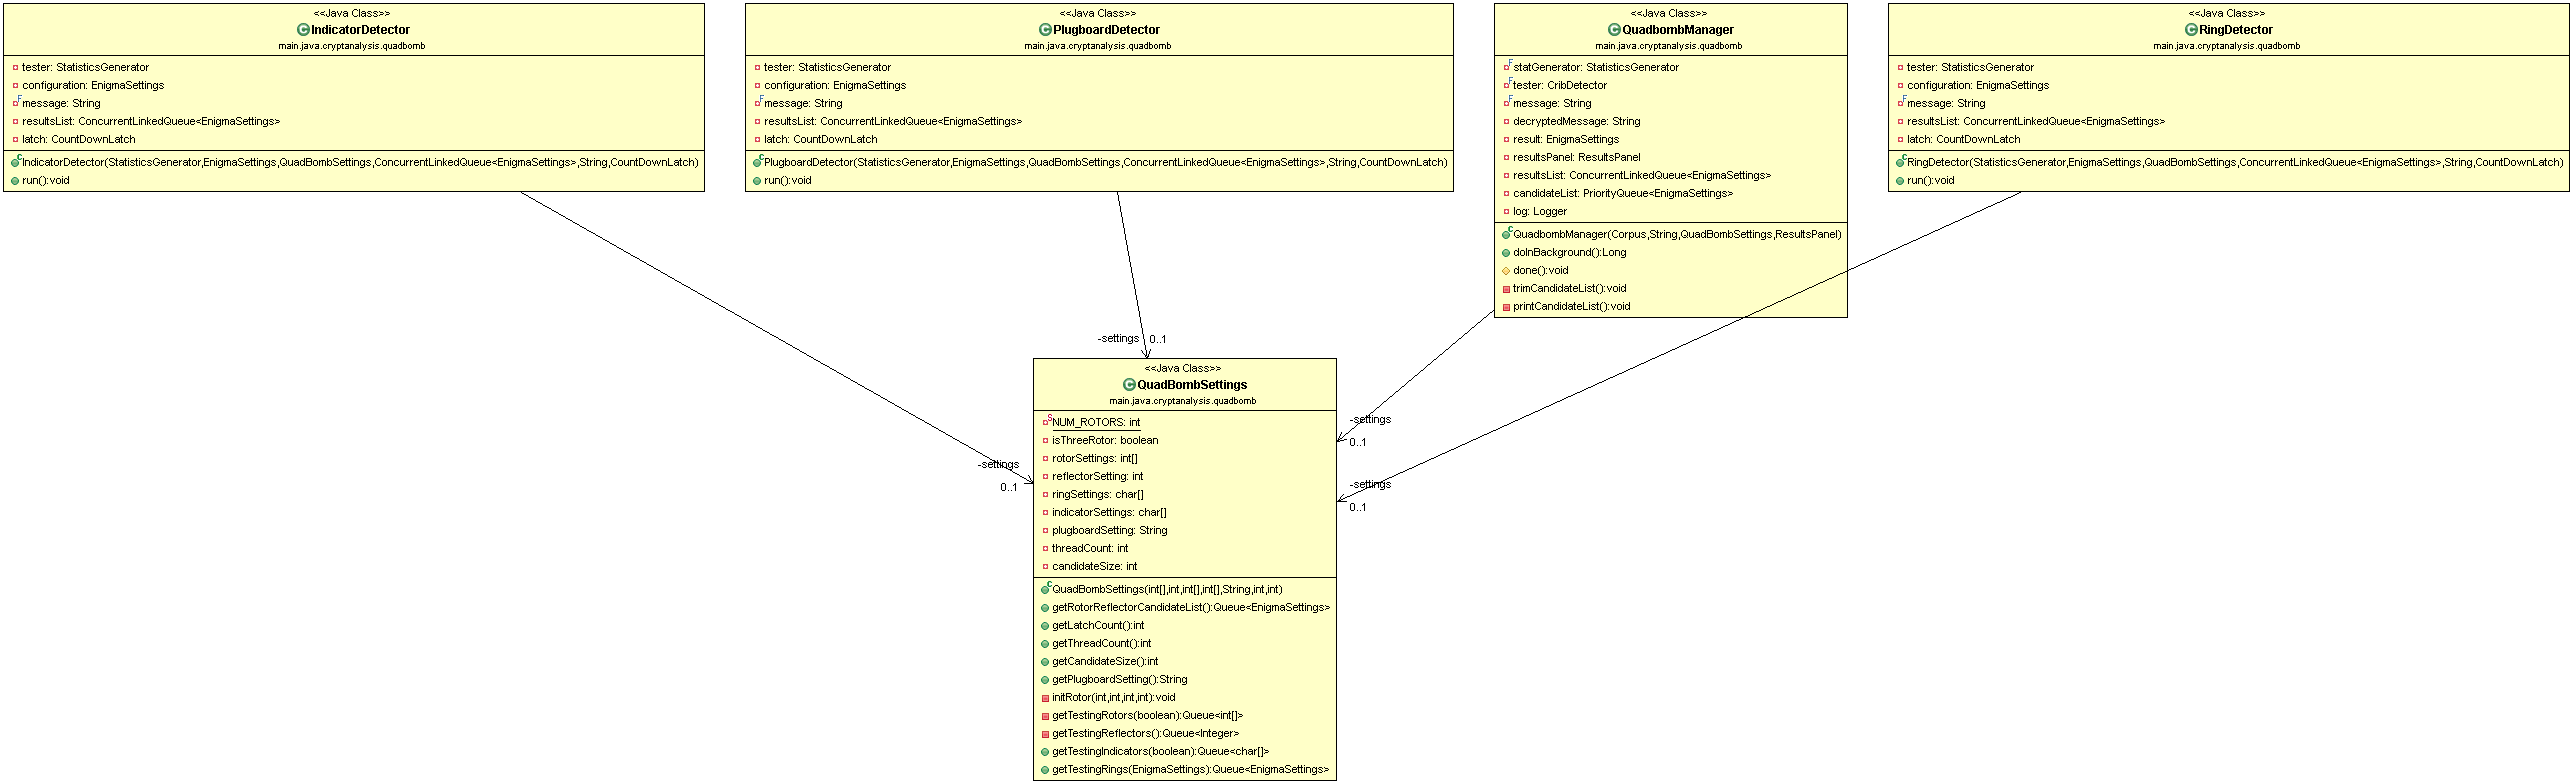 <<Java Class>>
IndicatorDetector
main.java.cryptanalysis.quadbomb
tester: StatisticsGenerator
configuration: EnigmaSettings
message: String
resultsList: ConcurrentLinkedQueue<EnigmaSettings>
latch: CountDownLatch
IndicatorDetector(StatisticsGenerator,EnigmaSettings,QuadBombSettings,ConcurrentLinkedQueue<EnigmaSettings>,String,CountDownLatch)
run():void
<<Java Class>>
PlugboardDetector
main.java.cryptanalysis.quadbomb
tester: StatisticsGenerator
configuration: EnigmaSettings
message: String
resultsList: ConcurrentLinkedQueue<EnigmaSettings>
latch: CountDownLatch
PlugboardDetector(StatisticsGenerator,EnigmaSettings,QuadBombSettings,ConcurrentLinkedQueue<EnigmaSettings>,String,CountDownLatch)
run():void
<<Java Class>>
QuadbombManager
main.java.cryptanalysis.quadbomb
statGenerator: StatisticsGenerator
tester: CribDetector
message: String
decryptedMessage: String
result: EnigmaSettings
resultsPanel: ResultsPanel
resultsList: ConcurrentLinkedQueue<EnigmaSettings>
candidateList: PriorityQueue<EnigmaSettings>
log: Logger
QuadbombManager(Corpus,String,QuadBombSettings,ResultsPanel)
doInBackground():Long
done():void
trimCandidateList():void
printCandidateList():void
<<Java Class>>
RingDetector
main.java.cryptanalysis.quadbomb
tester: StatisticsGenerator
configuration: EnigmaSettings
message: String
resultsList: ConcurrentLinkedQueue<EnigmaSettings>
latch: CountDownLatch
RingDetector(StatisticsGenerator,EnigmaSettings,QuadBombSettings,ConcurrentLinkedQueue<EnigmaSettings>,String,CountDownLatch)
run():void
-settings
0..1
-settings
0..1
-settings
0..1
-settings
0..1
<<Java Class>>
QuadBombSettings
main.java.cryptanalysis.quadbomb
NUM_ROTORS: int
isThreeRotor: boolean
rotorSettings: int[]
reflectorSetting: int
ringSettings: char[]
indicatorSettings: char[]
plugboardSetting: String
threadCount: int
candidateSize: int
QuadBombSettings(int[],int,int[],int[],String,int,int)
getRotorReflectorCandidateList():Queue<EnigmaSettings>
getLatchCount():int
getThreadCount():int
getCandidateSize():int
getPlugboardSetting():String
initRotor(int,int,int,int):void
getTestingRotors(boolean):Queue<int[]>
getTestingReflectors():Queue<Integer>
getTestingIndicators(boolean):Queue<char[]>
getTestingRings(EnigmaSettings):Queue<EnigmaSettings>